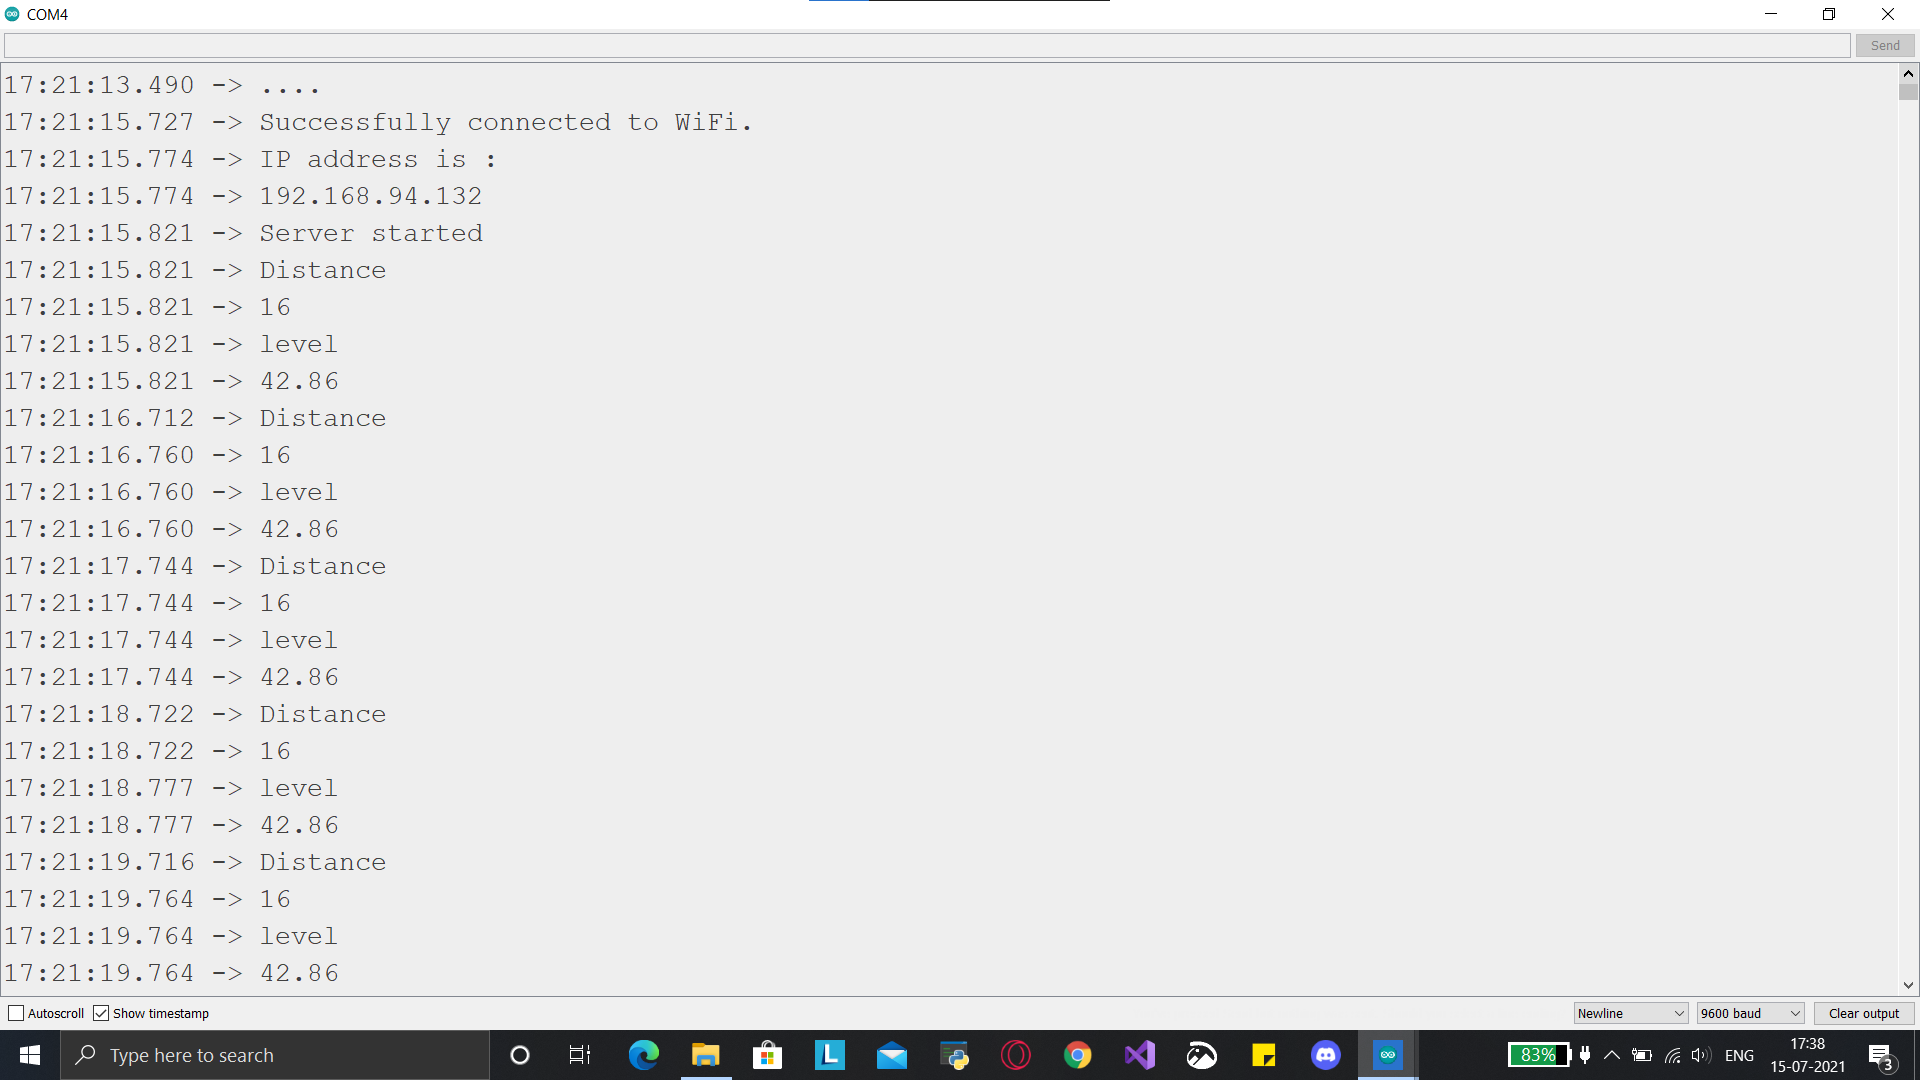 COM4
Send
17:21:13.490 -> ....
17:21:15.727 -> Successfully connected to WiFi.
17:21:15.774 -> IP address is :
17:21:15.774 -> 192.168.94.132
17:21:15.821 -> Server started
17:21:15.821 -> Distance
17:21:15.821 -> 16
17:21:15.821 -> level
17:21:15.821 -> 42.86
17:21:16.712 -> Distance
17:21:16.760 -> 16
17:21:16.760 -> level
17:21:16.760 -> 42.86
17:21:17.744 -> Distance
17:21:17.744 -> 16
17:21:17.744 -> level
17:21:17.744 -> 42.86
17:21:18.722 -> Distance
17:21:18.722 -> 16
17:21:18.777 -> level
17:21:18.777 -> 42.86
17:21:19.716 -> Distance
17:21:19.764 -> 16
17:21:19.764 -> level
17:21:19.764 -> 42.86
Autoscroll Show timestamp Newline 9600 baud Clear output
Type here to search L 83% ENG 17:38
15-07-2021 3